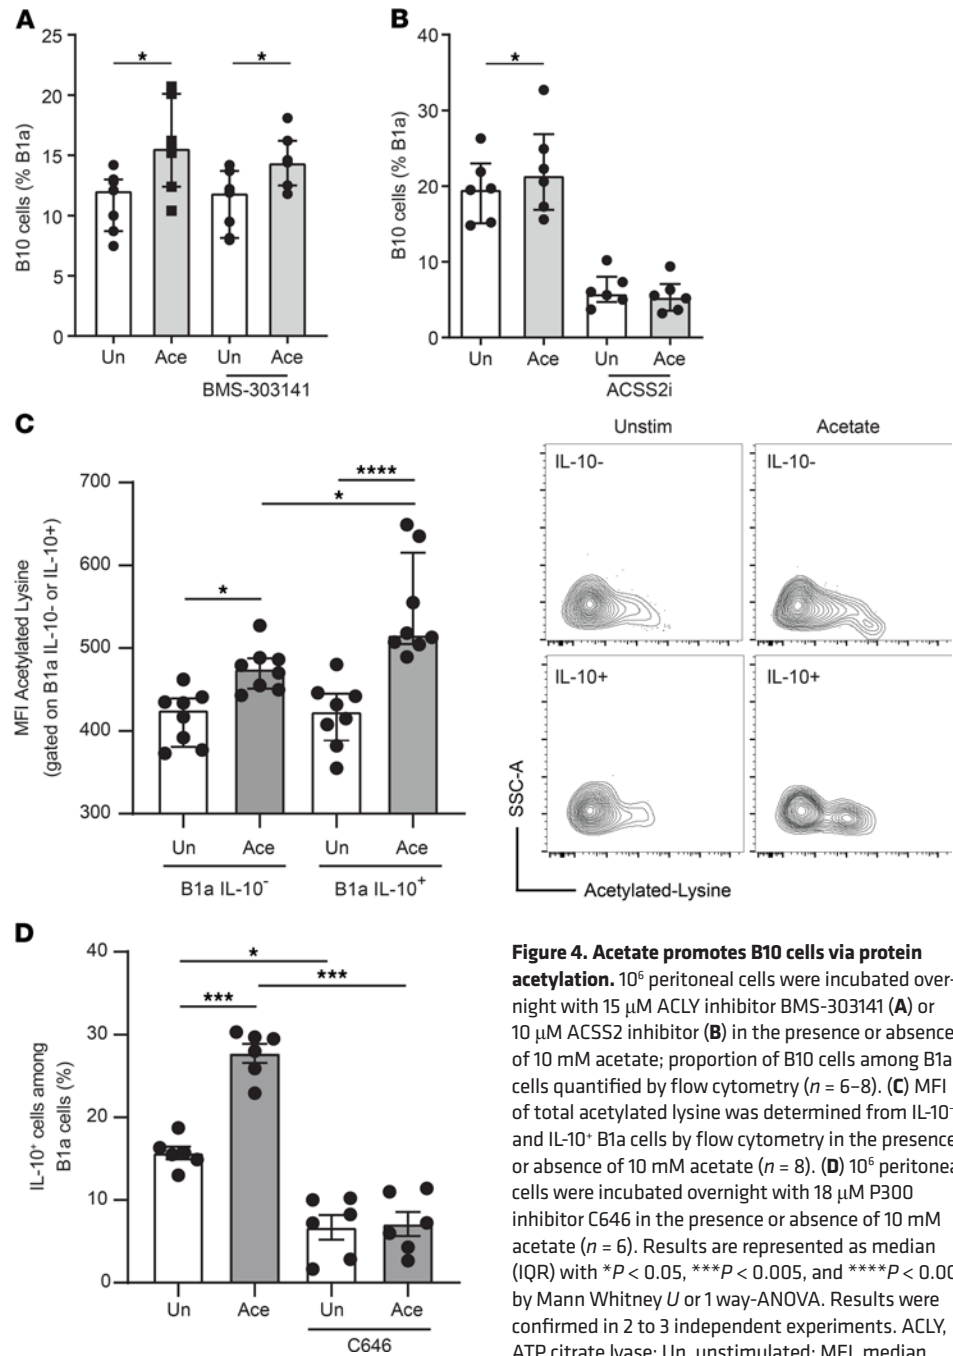 A
B10 cells (% B1a)
25
20
15
10
5
0
*
*
Un
Ace
Un
Ace
BMS-303141
B
B10 cells (% B1a)
40
30
20
10
0
*
Un
Ace
Un
Ace
ACSS2i
C
MFI Acetylated Lysine
(gated on B1a IL-10- or IL-10+)
700
600
500
400
300
*
*
****
Un
Ace
Un
Ace
B1a IL-10⁻
B1a IL-10⁺
Unstim
Acetate
IL-10-
IL-10-
IL-10+
IL-10+
SSC-A
Acetylated-Lysine
D
IL-10⁺ cells among
B1a cells (%)
40
30
20
10
0
***
*
***
Un
Ace
Un
Ace
C646
Figure 4. Acetate promotes B10 cells via protein
acetylation. 10⁶ peritoneal cells were incubated over-
night with 15 μM ACLY inhibitor BMS-303141 (A) or
10 μM ACSS2 inhibitor (B) in the presence or absence
of 10 mM acetate; proportion of B10 cells among B1a
cells quantified by flow cytometry (n = 6–8). (C) MFI
of total acetylated lysine was determined from IL-10⁻
and IL-10⁺ B1a cells by flow cytometry in the presence
or absence of 10 mM acetate (n = 8). (D) 10⁶ peritoneal
cells were incubated overnight with 18 μM P300
inhibitor C646 in the presence or absence of 10 mM
acetate (n = 6). Results are represented as median
(IQR) with *P < 0.05, ***P < 0.005, and ****P < 0.00
by Mann Whitney U or 1 way-ANOVA. Results were
confirmed in 2 to 3 independent experiments. ACLY,
ATP citrate lyase; Un, unstimulated; MFI, median